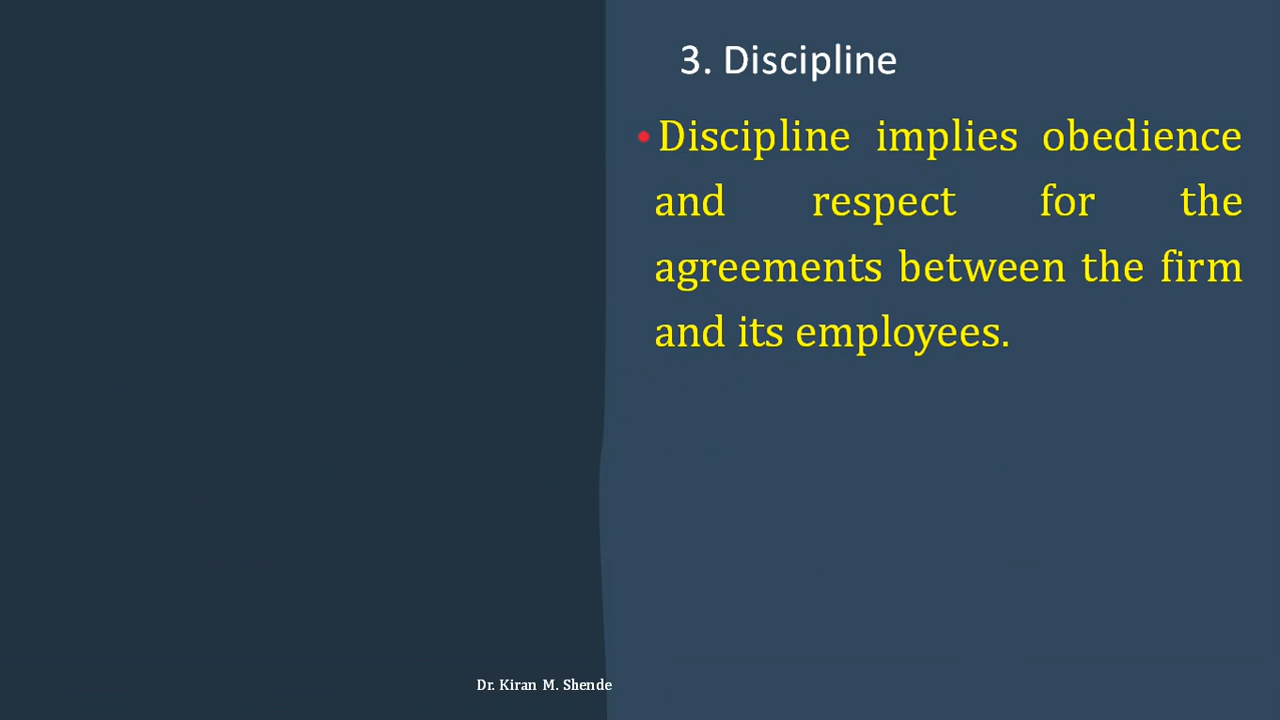 3. Discipline
•Discipline implies obedience
and respect for the
agreements between the firm
and its employees.
Dr. Kiran M. Shende